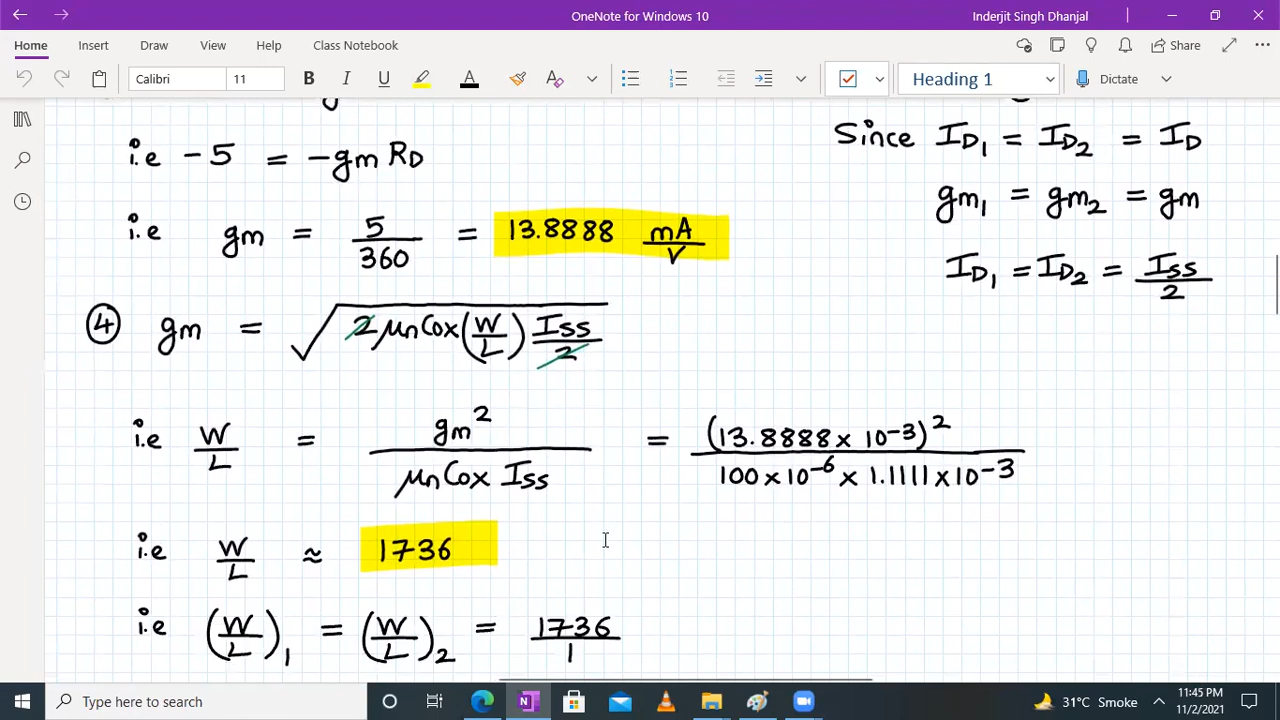 OneNote for Windows 10
Inderjit Singh Dhanjal
Home Insert Draw View Help Class Notebook
Share
Calibri 11 B I U A A Heading 1 Dictate
i.e -5 = -gm RD
i.e gm = 5/360 = 13.8888 mA/V
Since ID1 = ID2 = ID
gm1 = gm2 = gm
ID1 = ID2 = Iss/2
④ gm = √(2μnCox(W/L) Iss/2)
i.e W/L = gm²/(μnCox Iss) = (13.8888 x 10^-3)²/(100 x 10^-6 x 1.1111 x 10^-3)
i.e W/L ≈ 1736
i.e (W/L)1 = (W/L)2 = 1736/1
Type here to search
31°C Smoke
11:45 PM
11/2/2021